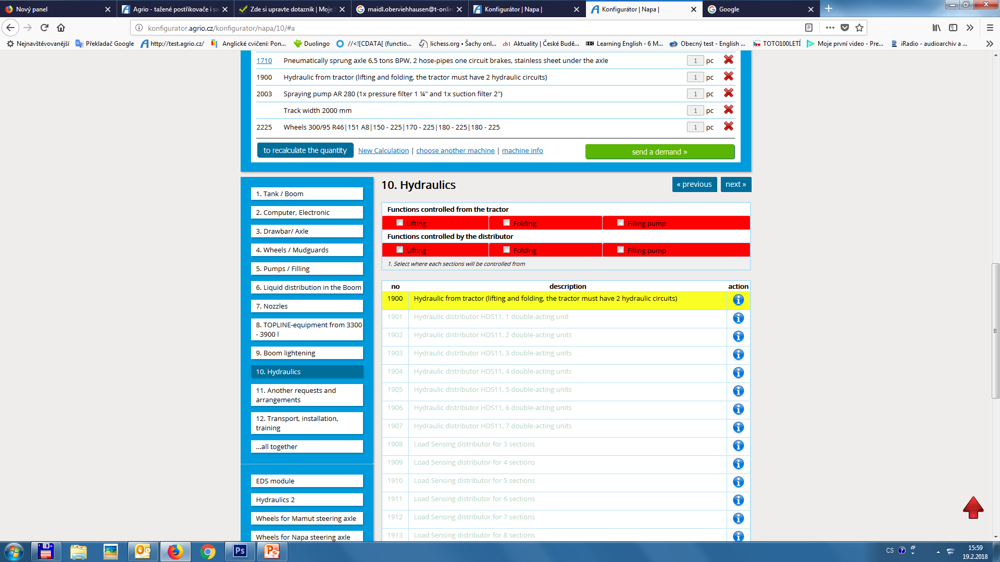 Nový panel
Agrio - tažené postřikovače i sa
Zde si upravte dotazník | Moje S
maidl.oberviehhausen@t-onlin
Konfigurátor | Napa |
Konfigurátor | Napa |
Google
konfigurator.agrio.cz/konfigurator/napa/10/#a
Nejnavštěvovanější
Překladač Google
http://test.agrio.cz/
Anglické cvičení: Pon...
Duolingo
//<![CDATA[ (functio...
lichess.org • Šachy onl...
Aktuality | České Budě...
Learning English - 6 M...
Obecný test - English ...
TOTO100LETÍ
Moje první video - Pre...
iRadio - audioarchiv a ...
1710 Pneumatically sprung axle 6,5 tons BPW, 2 hose-pipes one circuit brakes, stainless sheet under the axle 1 pc
1900 Hydraulic from tractor (lifting and folding, the tractor must have 2 hydraulic circuits) 1 pc
2003 Spraying pump AR 280 (1x pressure filter 1 ¼" and 1x suction filter 2") 1 pc
Track width 2000 mm 1 pc
2225 Wheels 300/95 R46|151 A8|150 - 225|170 - 225|180 - 225|180 - 225 1 pc
to recalculate the quantity New Calculation | choose another machine | machine info send a demand »
1. Tank / Boom
2. Computer, Electronic
3. Drawbar/ Axle
4. Wheels / Mudguards
5. Pumps / Filling
6. Liquid distribution in the Boom
7. Nozzles
8. TOPLINE-equipment from 3300
- 3900 l
9. Boom lightening
10. Hydraulics
11. Another requests and
arrangements
12. Transport, installation,
training
...all together
EDS module
Hydraulics 2
Wheels for Mamut steering axle
Wheels for Napa steering axle
10. Hydraulics
« previous next »
Functions controlled from the tractor
Lifting Folding Filling pump
Functions controlled by the distributor
Lifting Folding Filling pump
1. Select where each sections will be controlled from
no description action
1900 Hydraulic from tractor (lifting and folding, the tractor must have 2 hydraulic circuits)
1901 Hydraulic distributor HDS11, 1 double-acting unit
1902 Hydraulic distributor HDS11, 2 double-acting units
1903 Hydraulic distributor HDS11, 3 double-acting units
1904 Hydraulic distributor HDS11, 4 double-acting units
1905 Hydraulic distributor HDS11, 5 double-acting units
1906 Hydraulic distributor HDS11, 6 double-acting units
1907 Hydraulic distributor HDS11, 7 double-acting units
1908 Load Sensing distributor for 3 sections
1909 Load Sensing distributor for 4 sections
1910 Load Sensing distributor for 5 sections
1911 Load Sensing distributor for 6 sections
1912 Load Sensing distributor for 7 sections
1913 Load Sensing distributor for 8 sections
CS
15:59
19.2.2018